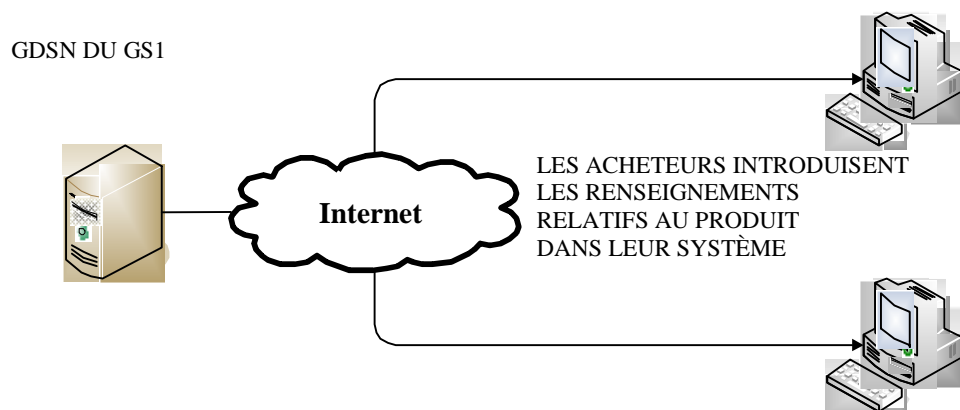 GDSN DU GS1
Internet
LES ACHETEURS INTRODUISENT
LES RENSEIGNEMENTS
RELATIFS AU PRODUIT
DANS LEUR SYSTÈME